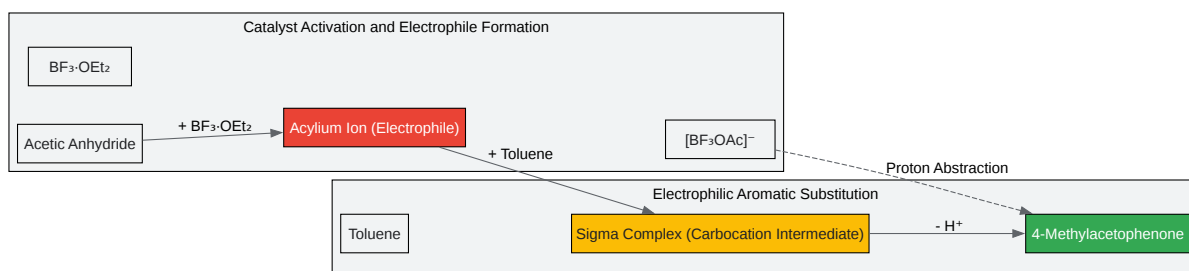 Catalyst Activation and Electrophile Formation
BF₃·OEt₂
Acetic Anhydride
+ BF₃·OEt₂
Acylium Ion (Electrophile)
[BF₃OAc]⁻
+ Toluene
Proton Abstraction
Electrophilic Aromatic Substitution
Toluene
Sigma Complex (Carbocation Intermediate)
- H⁺
4-Methylacetophenone